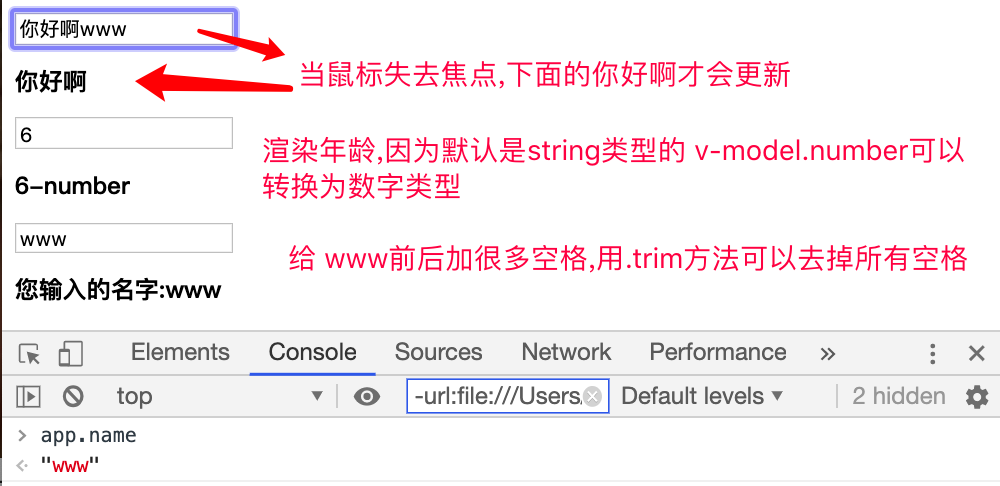 你好啊www
当鼠标失去焦点,下面的你好啊才会更新
你好啊
6
渲染年龄,因为默认是string类型的 v-model.number可以
转换为数字类型
6-number
www
给 www前后加很多空格,用.trim方法可以去掉所有空格
您输入的名字:www
Elements Console Sources Network Performance »
top -url:file:///Users/ Default levels 2 hidden
> app.name
"www"